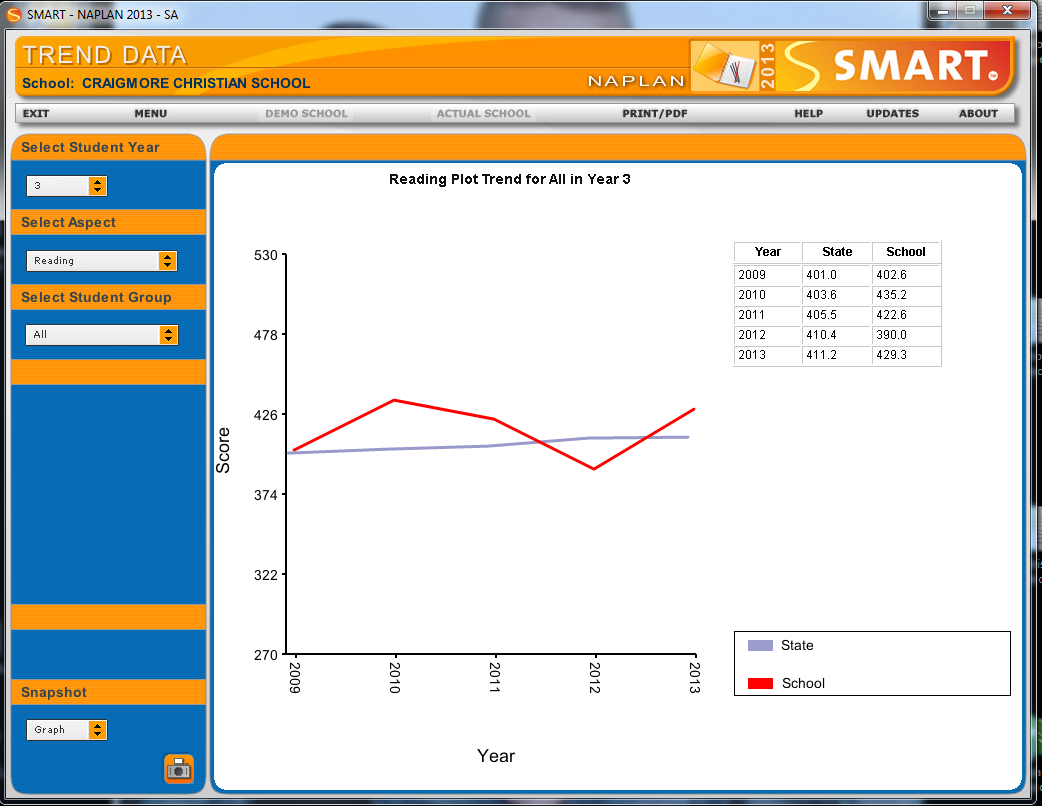 SMART - NAPLAN 2013 - SA
TREND DATA
School: CRAIGMORE CHRISTIAN SCHOOL
NAPLAN
2013
SMART.
EXIT MENU DEMO SCHOOL ACTUAL SCHOOL PRINT/PDF HELP UPDATES ABOUT
Select Student Year
3
Select Aspect
Reading
Select Student Group
All
Snapshot
Graph
Reading Plot Trend for All in Year 3
530
478
426
374
322
270
Score
2009 2010 2011 2012 2013
Year
Year State School
2009 401.0 402.6
2010 403.6 435.2
2011 405.5 422.6
2012 410.4 390.0
2013 411.2 429.3
State
School